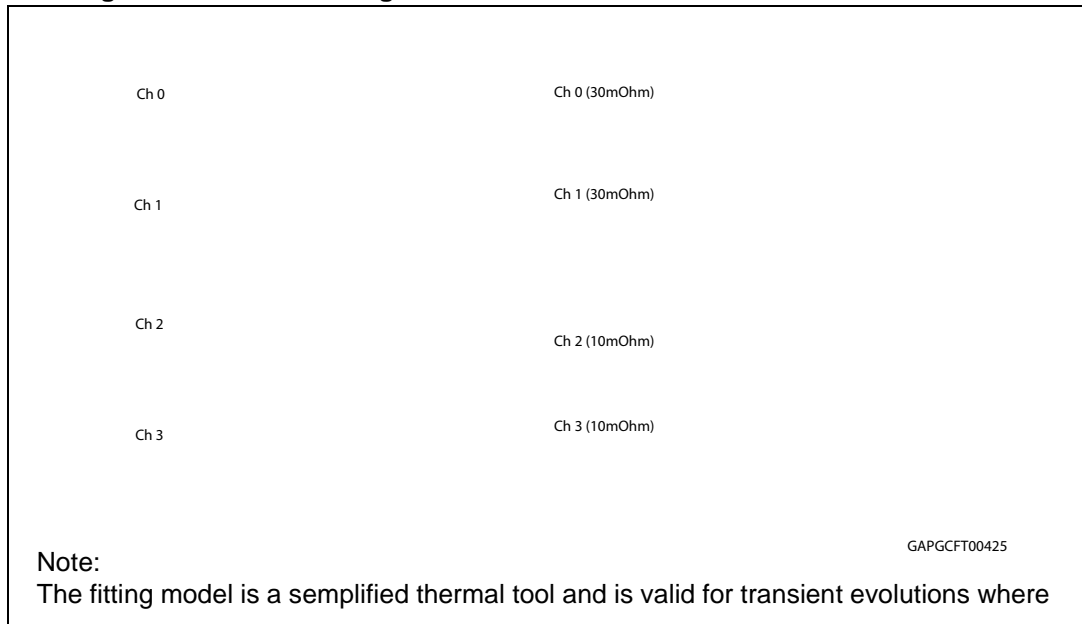 Ch 0
Ch 0 (30mOhm)
Ch 1
Ch 1 (30mOhm)
Ch 2
Ch 2 (10mOhm)
Ch 3
Ch 3 (10mOhm)
GAPGCFT00425
Note:
The fitting model is a semplified thermal tool and is valid for transient evolutions where